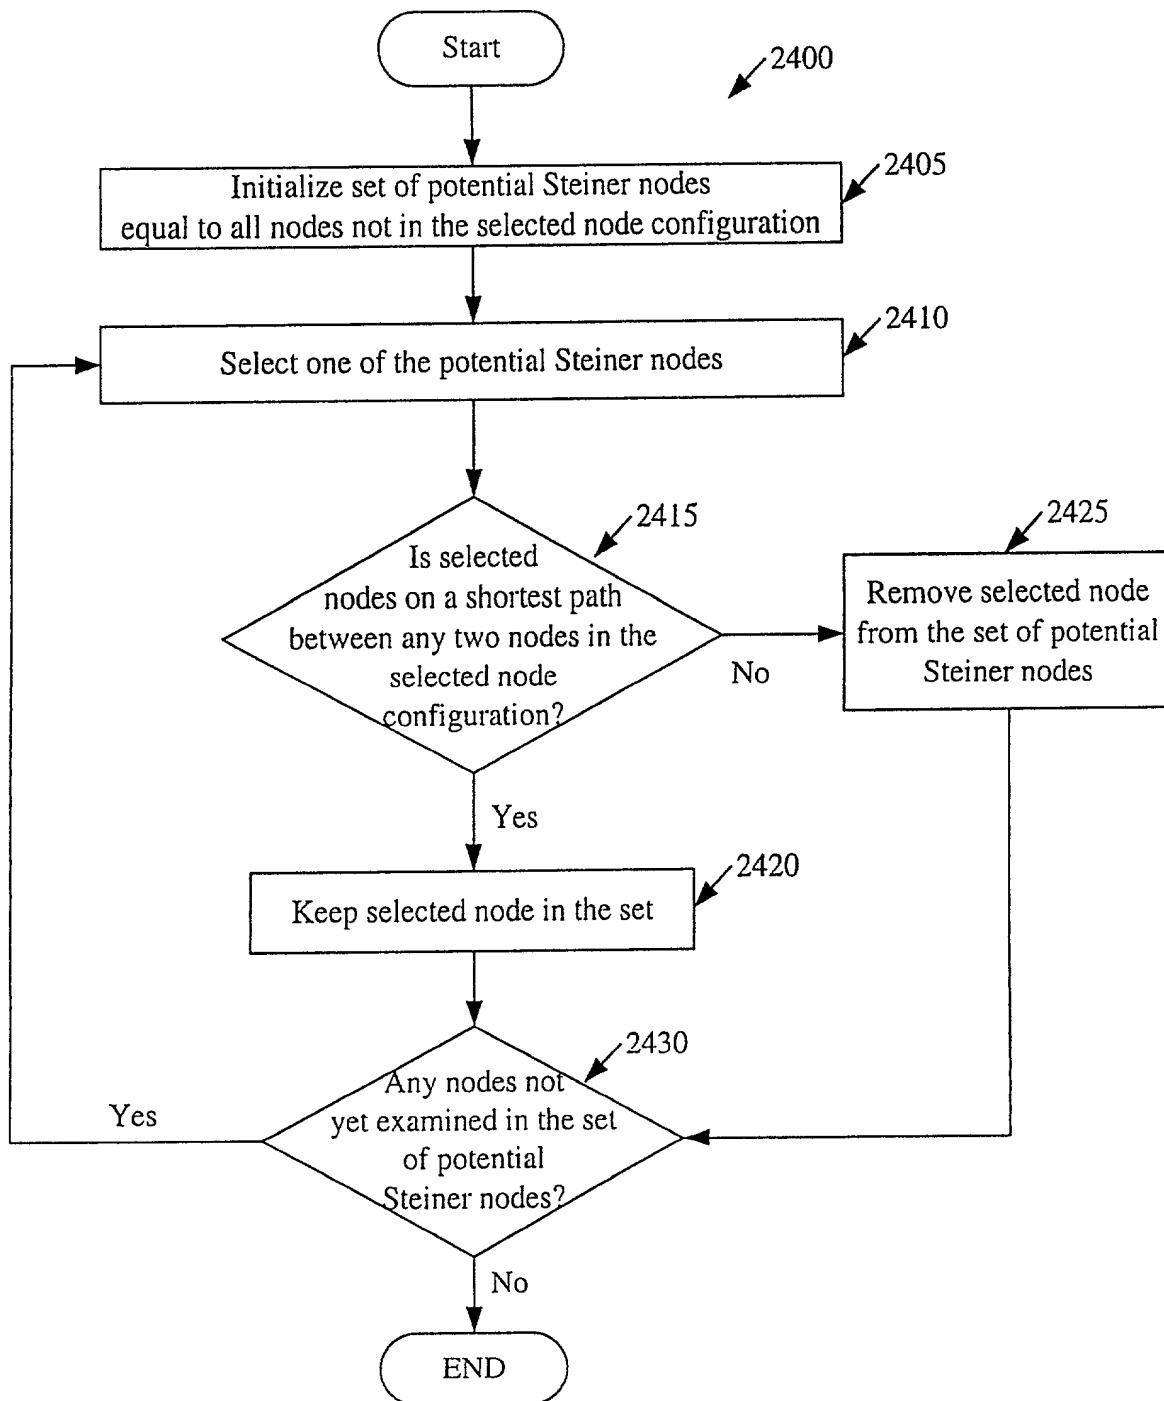 Start
2400
2405
Initialize set of potential Steiner nodes
equal to all nodes not in the selected node configuration
2410
Select one of the potential Steiner nodes
2415
Is selected
nodes on a shortest path
between any two nodes in the
selected node
configuration?
No
2425
Remove selected node
from the set of potential
Steiner nodes
Yes
2420
Keep selected node in the set
2430
Any nodes not
yet examined in the set
of potential
Steiner nodes?
Yes
No
END